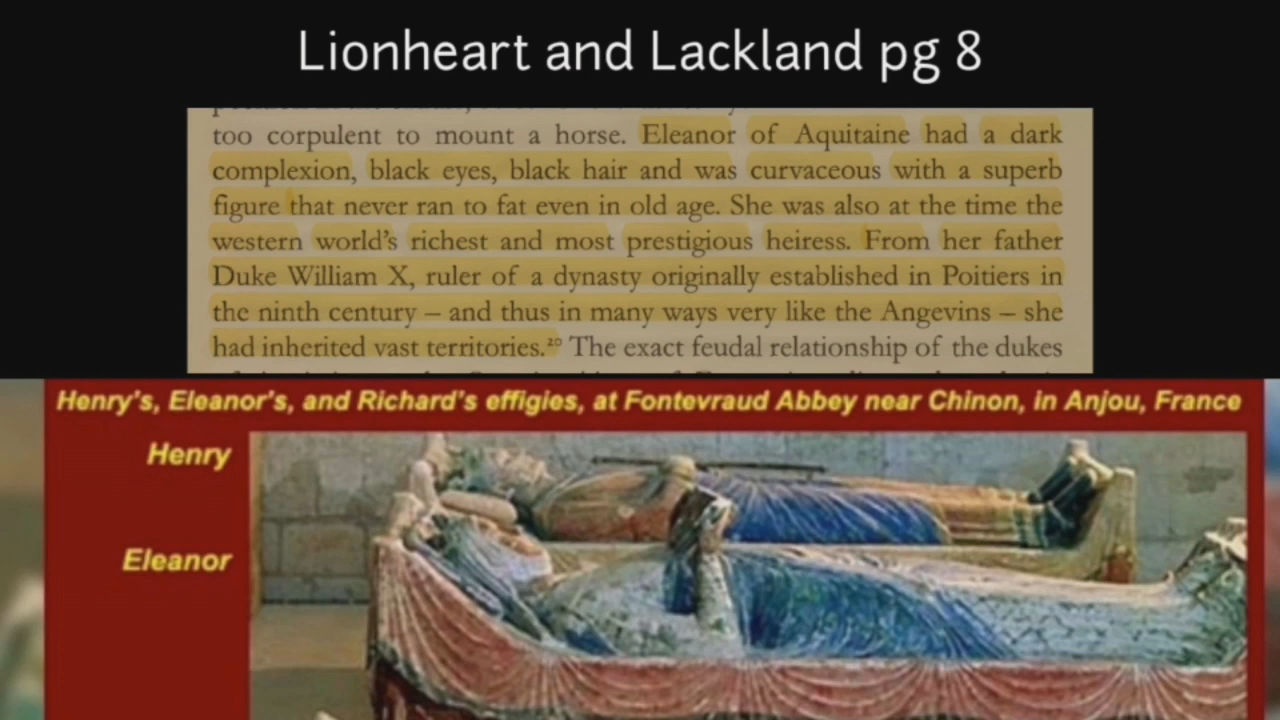 Lionheart and Lackland pg 8
too corpulent to mount a horse. Eleanor of Aquitaine had a dark
complexion, black eyes, black hair and was curvaceous with a superb
figure that never ran to fat even in old age. She was also at the time the
western world's richest and most prestigious heiress. From her father
Duke William X, ruler of a dynasty originally established in Poitiers in
the ninth century – and thus in many ways very like the Angevins – she
had inherited vast territories.²⁰ The exact feudal relationship of the dukes
Henry's, Eleanor's, and Richard's effigies, at Fontevraud Abbey near Chinon, in Anjou, France
Henry
Eleanor